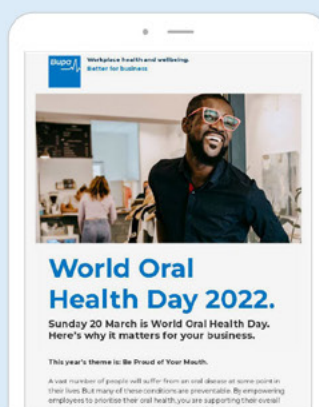 Bupa
Workplace health and wellbeing.
Better for business
World Oral
Health Day 2022.
Sunday 20 March is World Oral Health Day.
Here's why it matters for your business.
This year's theme is: Be Proud of Your Mouth.
A vast number of people will suffer from an oral disease at some point in
their lives. But many of these conditions are preventable. By empowering
employees to prioritise their oral health, you are supporting their overall